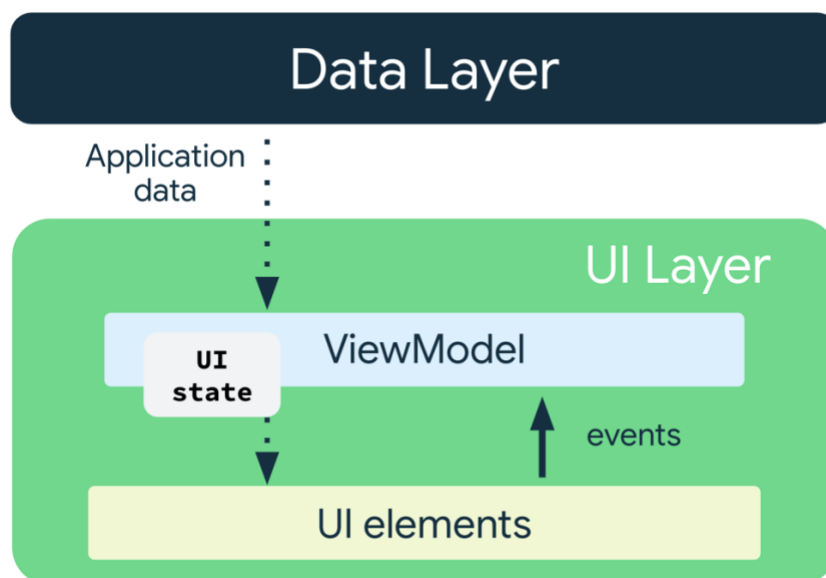 Data Layer
Application
data
UI Layer
ViewModel
UI
state
events
UI elements